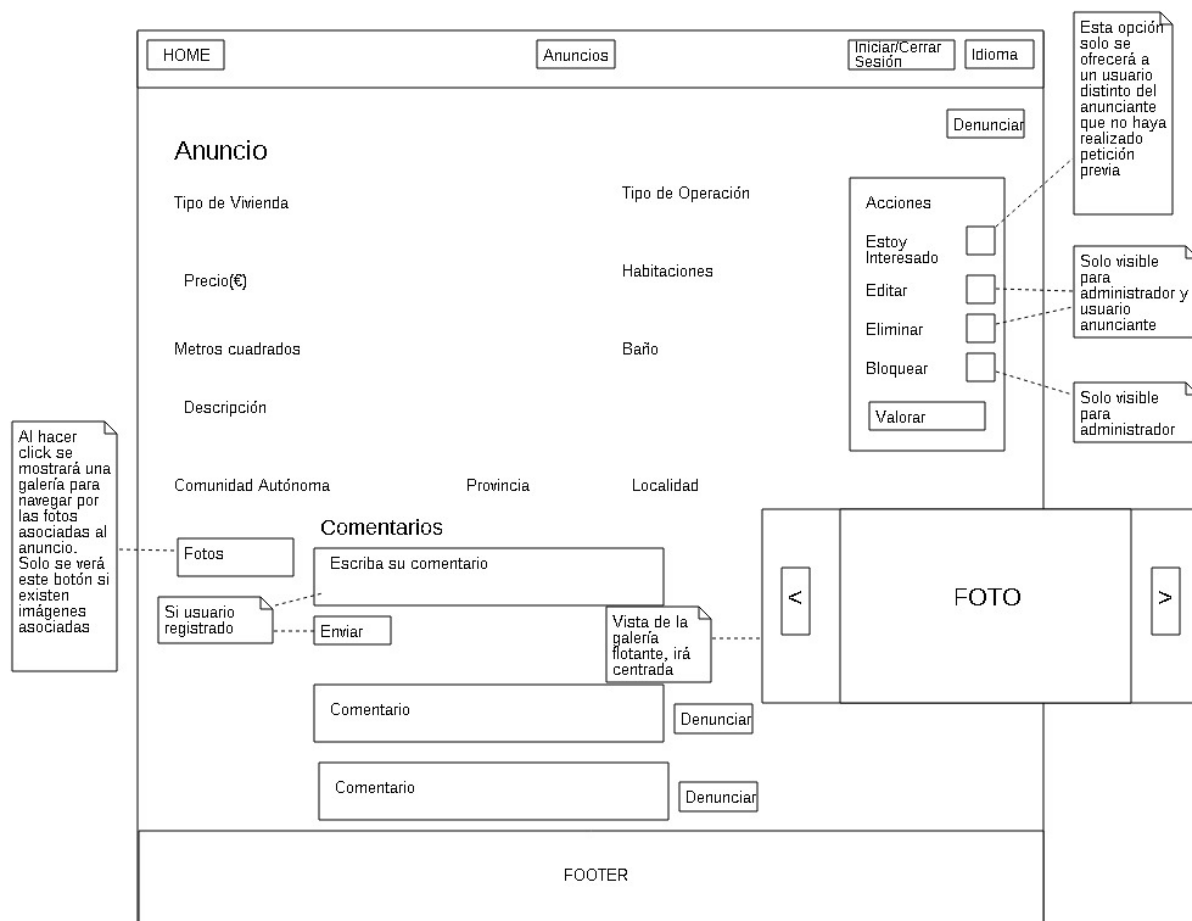 HOME
Anuncios
Iniciar/Cerrar
Sesión
Idioma
Esta opción
solo se
ofrecerá a
un usuario
distinto del
anunciante
que no haya
realizado
petición
previa
Denunciar
Anuncio
Tipo de Vivienda
Tipo de Operación
Precio(€)
Habitaciones
Metros cuadrados
Baño
Descripción
Comunidad Autónoma
Provincia
Localidad
Acciones
Estoy
Interesado
Editar
Eliminar
Bloquear
Valorar
Solo visible
para
administrador y
usuario
anunciante
Solo visible
para
administrador
Al hacer
click se
mostrará una
galería para
navegar por
las fotos
asociadas al
anuncio.
Solo se verá
este botón si
existen
imágenes
asociadas
Fotos
Comentarios
Escriba su comentario
Si usuario
registrado
Enviar
Vista de la
galería
flotante, irá
centrada
<
FOTO
>
Comentario
Denunciar
Comentario
Denunciar
FOOTER